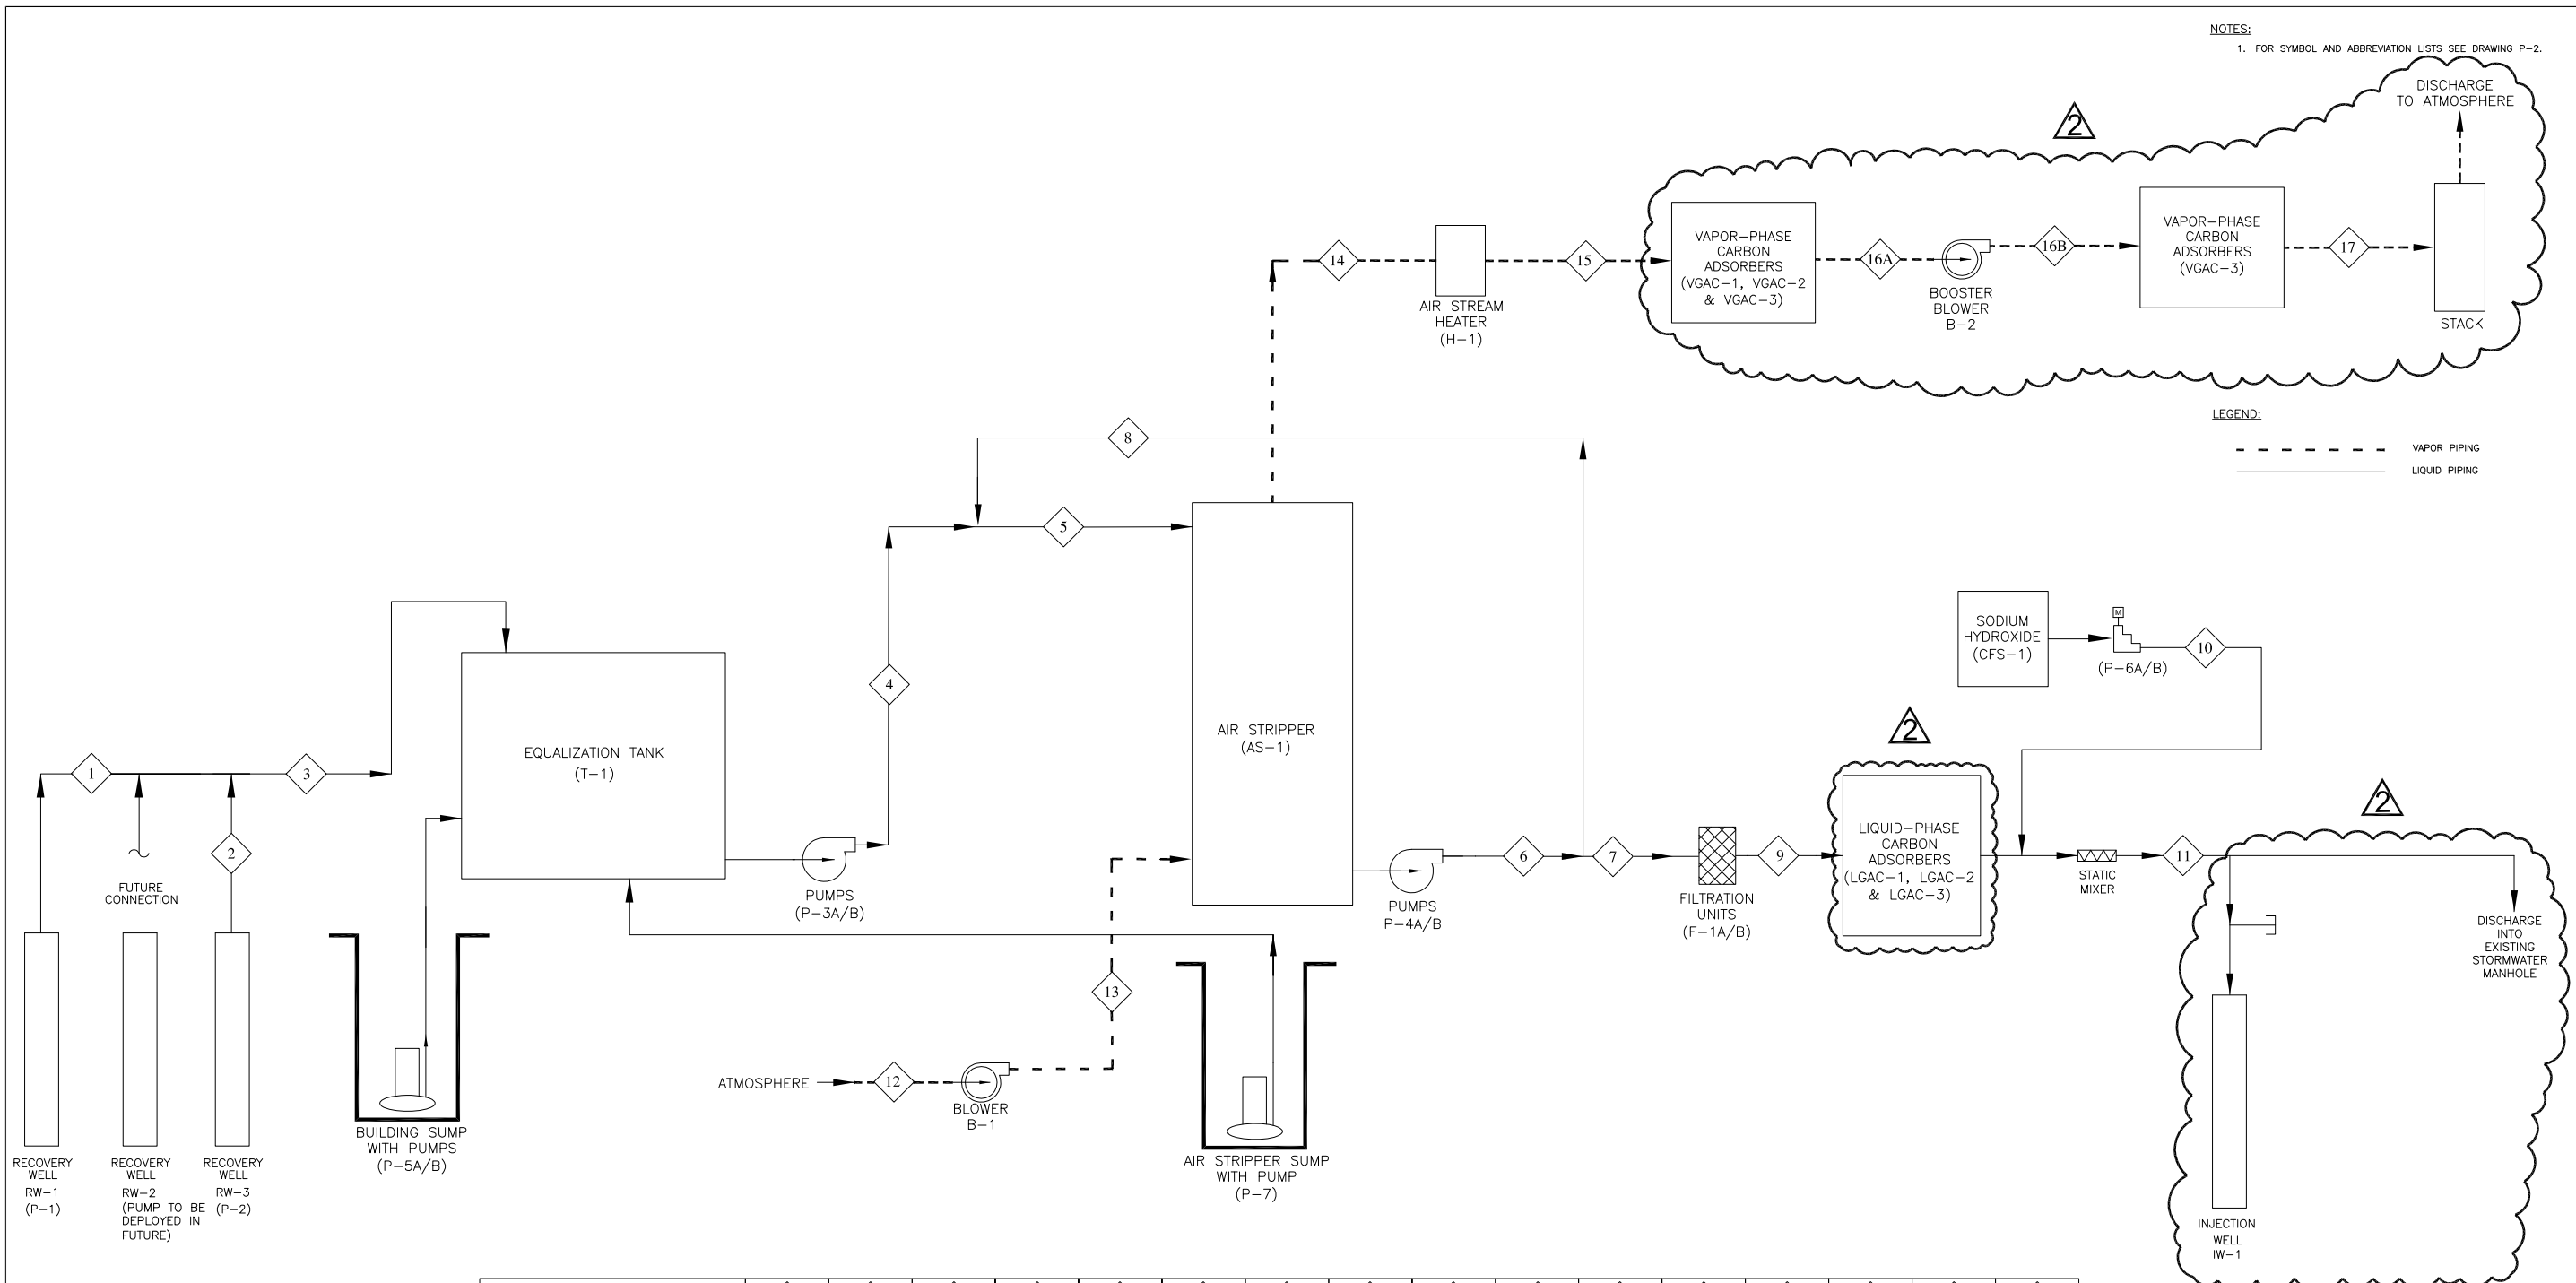 NOTES:
1. FOR SYMBOL AND ABBREVIATION LISTS SEE DRAWING P-2.
DISCHARGE
TO ATMOSPHERE
2
VAPOR-PHASE
CARBON
ADSORBERS
(VGAC-1, VGAC-2
& VGAC-3)
VAPOR-PHASE
CARBON
ADSORBERS
(VGAC-3)
14
15
16A
16B
17
AIR STREAM
HEATER
(H-1)
BOOSTER
BLOWER
B-2
STACK
LEGEND:
VAPOR PIPING
LIQUID PIPING
8
5
4
SODIUM
HYDROXIDE
(CFS-1)
M
(P-6A/B)
10
EQUALIZATION TANK
(T-1)
AIR STRIPPER
(AS-1)
2
2
1
3
2
FUTURE
CONNECTION
PUMPS
(P-3A/B)
6
7
9
11
PUMPS
P-4A/B
FILTRATION
UNITS
(F-1A/B)
LIQUID-PHASE
CARBON
ADSORBERS
(LGAC-1, LGAC-2
& LGAC-3)
STATIC
MIXER
DISCHARGE
INTO
EXISTING
STORMWATER
MANHOLE
13
ATMOSPHERE
12
BLOWER
B-1
BUILDING SUMP
WITH PUMPS
(P-5A/B)
AIR STRIPPER SUMP
WITH PUMP
(P-7)
RECOVERY
WELL
RW-1
(P-1)
RECOVERY
WELL
RW-2
(PUMP TO BE
DEPLOYED IN
FUTURE)
RECOVERY
WELL
RW-3
(P-2)
INJECTION
WELL
IW-1